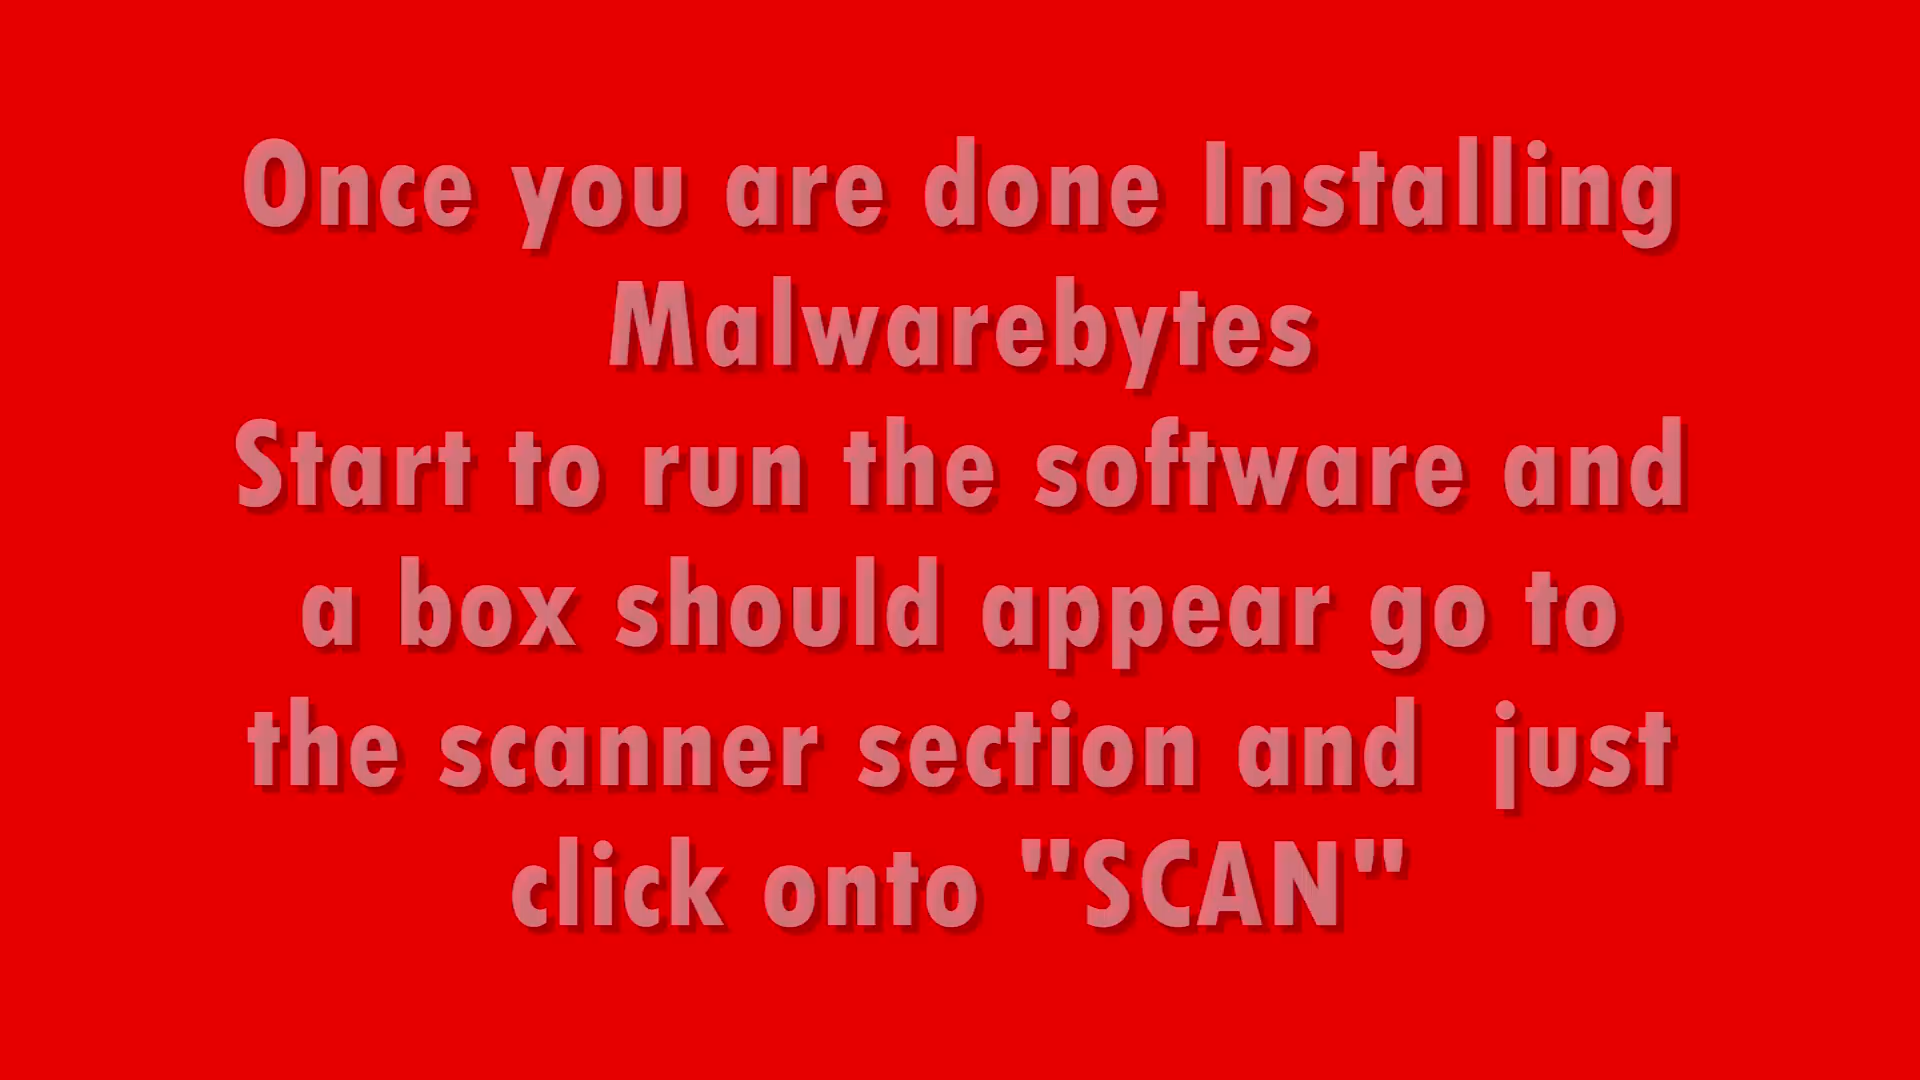 Once you are done Installing
Malwarebytes
Start to run the software and
a box should appear go to
the scanner section and  just
click onto "SCAN"